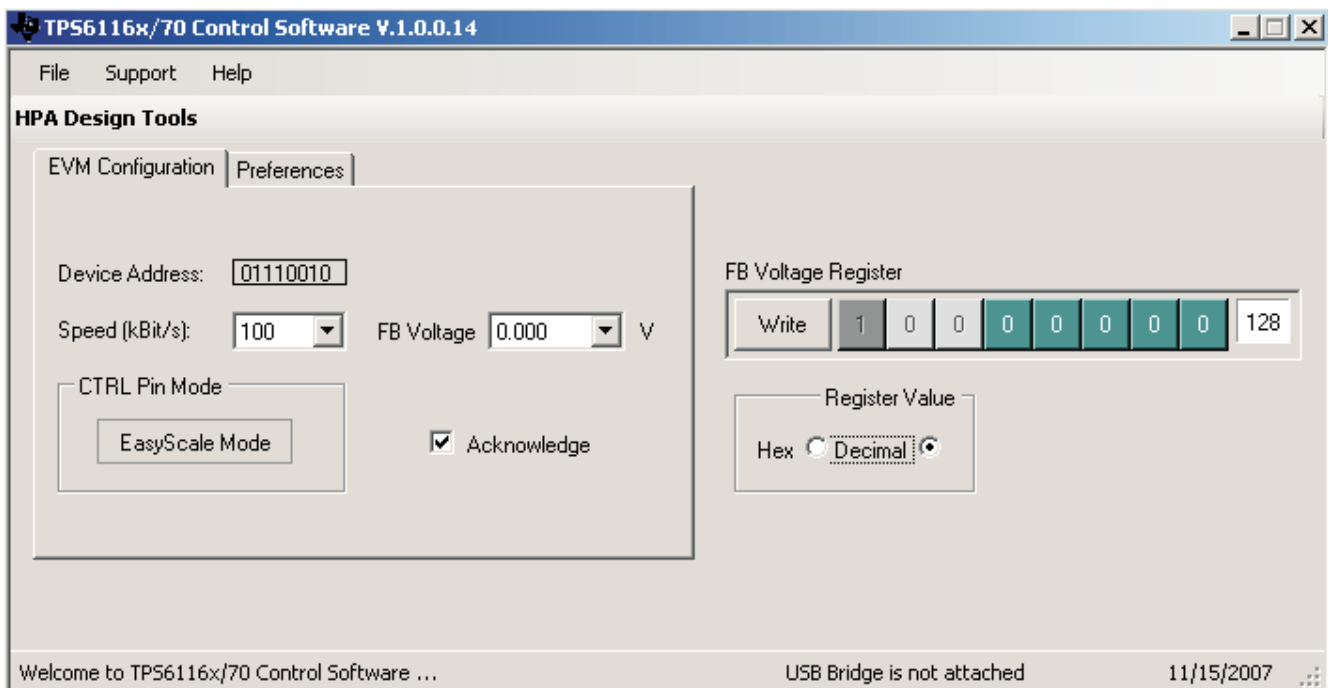 TPS6116x/70 Control Software V.1.0.0.14
File Support Help
HPA Design Tools
EVM Configuration Preferences
Device Address: 01110010
Speed (kBit/s): 100 FB Voltage 0.000 V
CTRL Pin Mode
EasyScale Mode
Acknowledge
FB Voltage Register
Write 1 0 0 0 0 0 0 0 128
Register Value
Hex Decimal
Welcome to TPS6116x/70 Control Software ... USB Bridge is not attached 11/15/2007